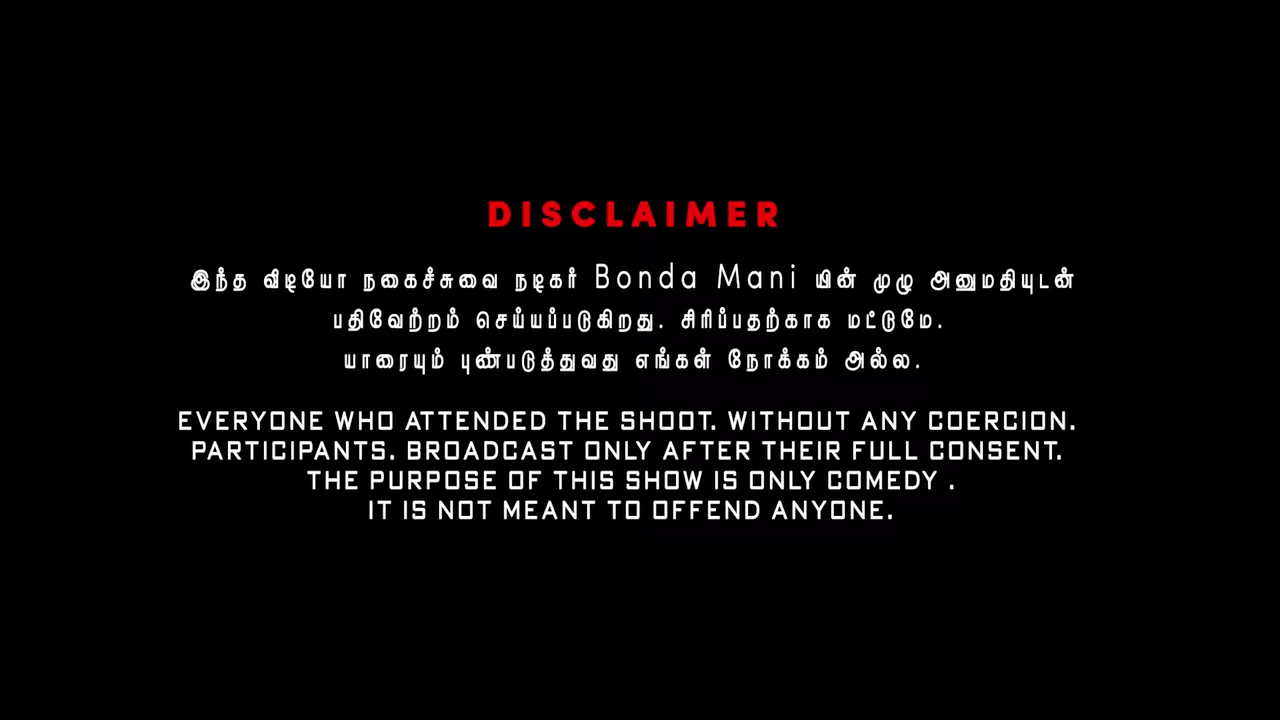 DISCLAIMER
இந்த வீடியோ நகைச்சுவை நடிகர் Bonda Mani யின் முழு அனுமதியுடன்
பதிவேற்றம் செய்யப்படுகிறது. சிரிப்பதற்காக மட்டுமே.
யாரையும் புண்படுத்துவது எங்கள் நோக்கம் அல்ல.
EVERYONE WHO ATTENDED THE SHOOT. WITHOUT ANY COERCION.
PARTICIPANTS. BROADCAST ONLY AFTER THEIR FULL CONSENT.
THE PURPOSE OF THIS SHOW IS ONLY COMEDY .
IT IS NOT MEANT TO OFFEND ANYONE.